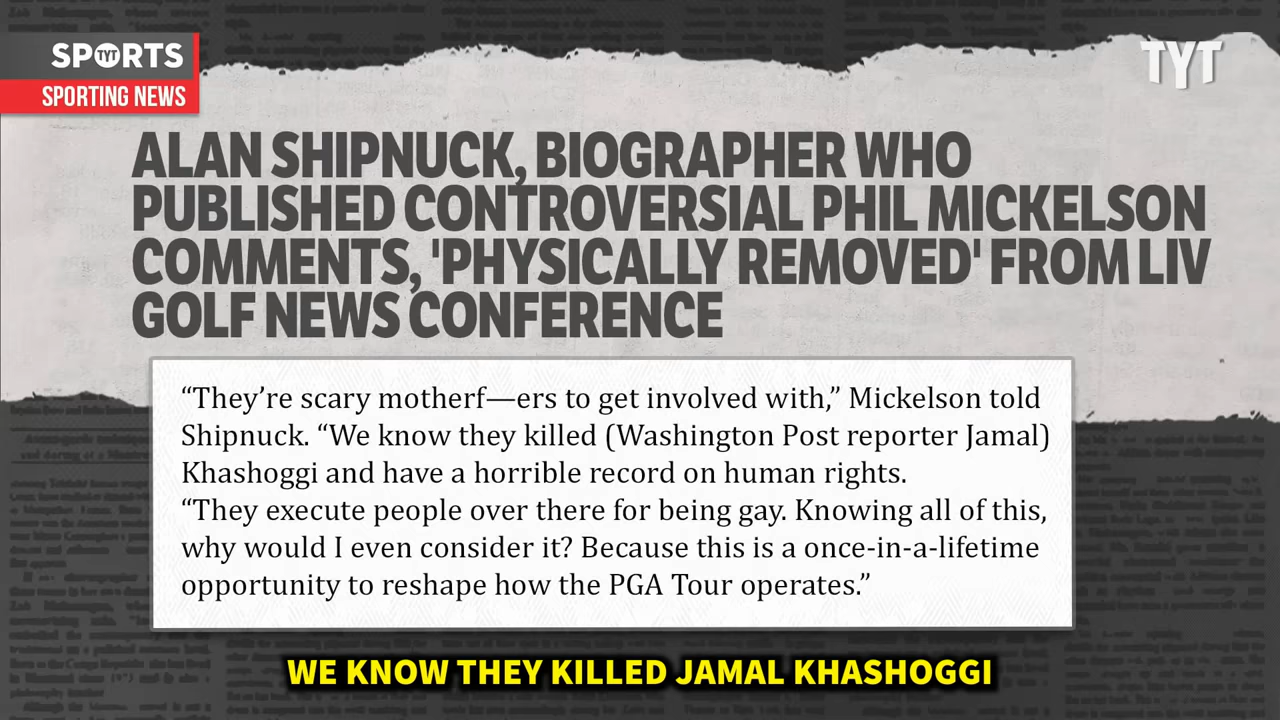 SPORTS
TYT
SPORTING NEWS
TYT
ALAN SHIPNUCK, BIOGRAPHER WHO
PUBLISHED CONTROVERSIAL PHIL MICKELSON
COMMENTS, 'PHYSICALLY REMOVED' FROM LIV
GOLF NEWS CONFERENCE
“They’re scary motherf—ers to get involved with,” Mickelson told
Shipnuck. “We know they killed (Washington Post reporter Jamal)
Khashoggi and have a horrible record on human rights.
“They execute people over there for being gay. Knowing all of this,
why would I even consider it? Because this is a once-in-a-lifetime
opportunity to reshape how the PGA Tour operates.”
WE KNOW THEY KILLED JAMAL KHASHOGGI